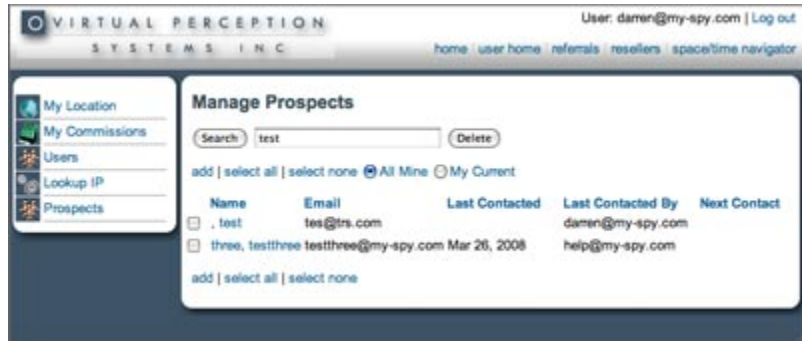 VIRTUAL PERCEPTION
SYSTEMS INC
User: darren@my-spy.com | Log out
home | user home | referrals | resellers | space/time navigator
My Location
My Commissions
Users
Lookup IP
Prospects
Manage Prospects
Search test Delete
add | select all | select none All Mine My Current
Name Email Last Contacted Last Contacted By Next Contact
, test tes@trs.com darren@my-spy.com
three, testthree testthree@my-spy.com Mar 26, 2008 help@my-spy.com
add | select all | select none